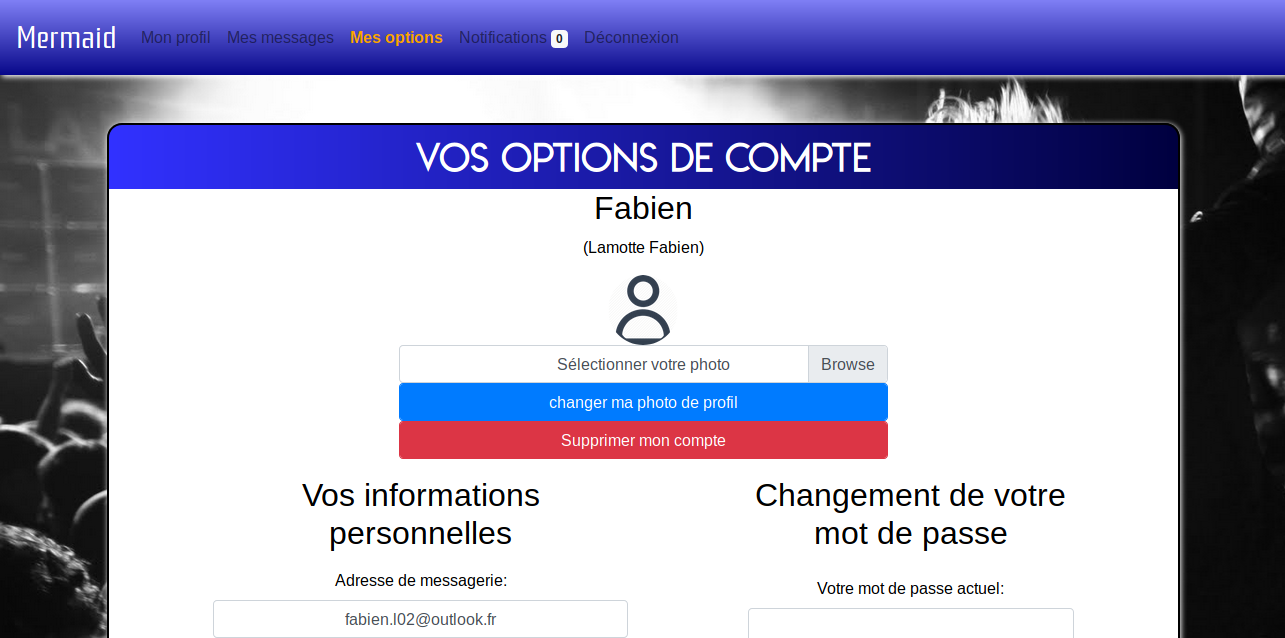 Mermaid
Mon profil Mes messages Mes options Notifications 0 Déconnexion
VOS OPTIONS DE COMPTE
Fabien
(Lamotte Fabien)
Sélectionner votre photo Browse
changer ma photo de profil
Supprimer mon compte
Vos informations
personnelles
Adresse de messagerie:
fabien.l02@outlook.fr
Changement de votre
mot de passe
Votre mot de passe actuel: